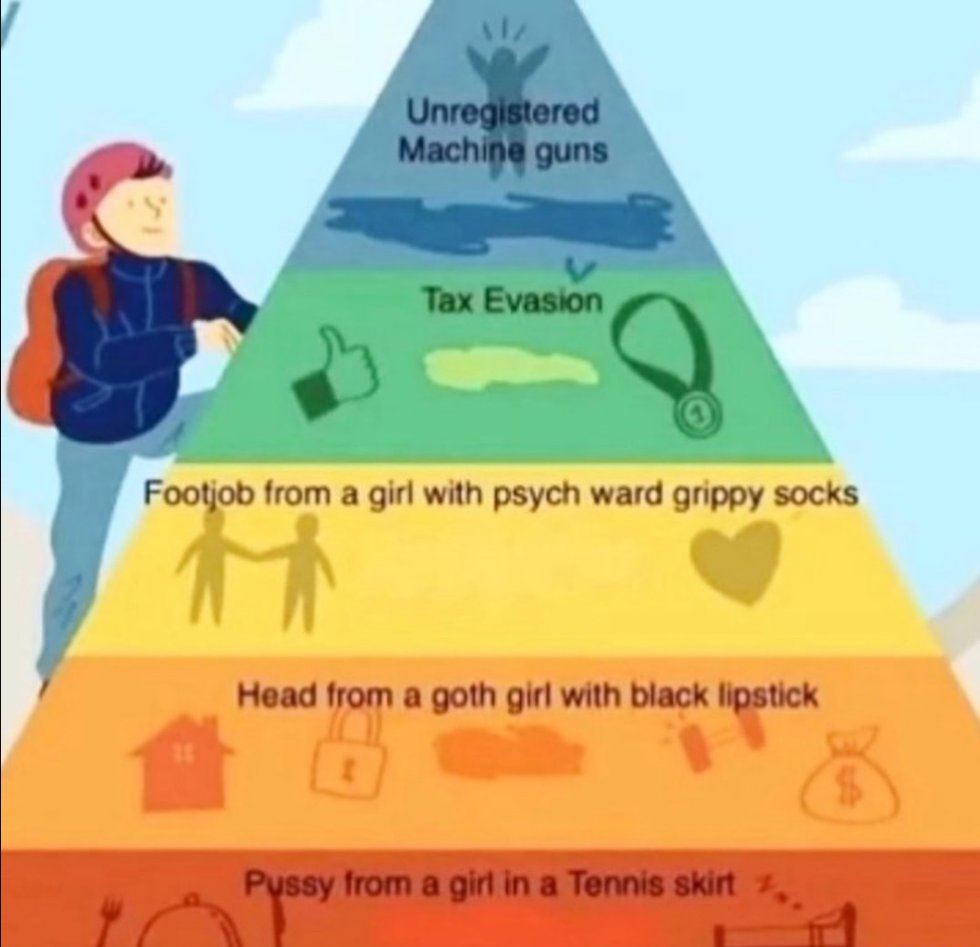 Unregistered
Machine guns
Tax Evasion
1
Footjob from a girl with psych ward grippy socks
Head from a goth girl with black lipstick
$
Pussy from a girl in a Tennis skirt
z